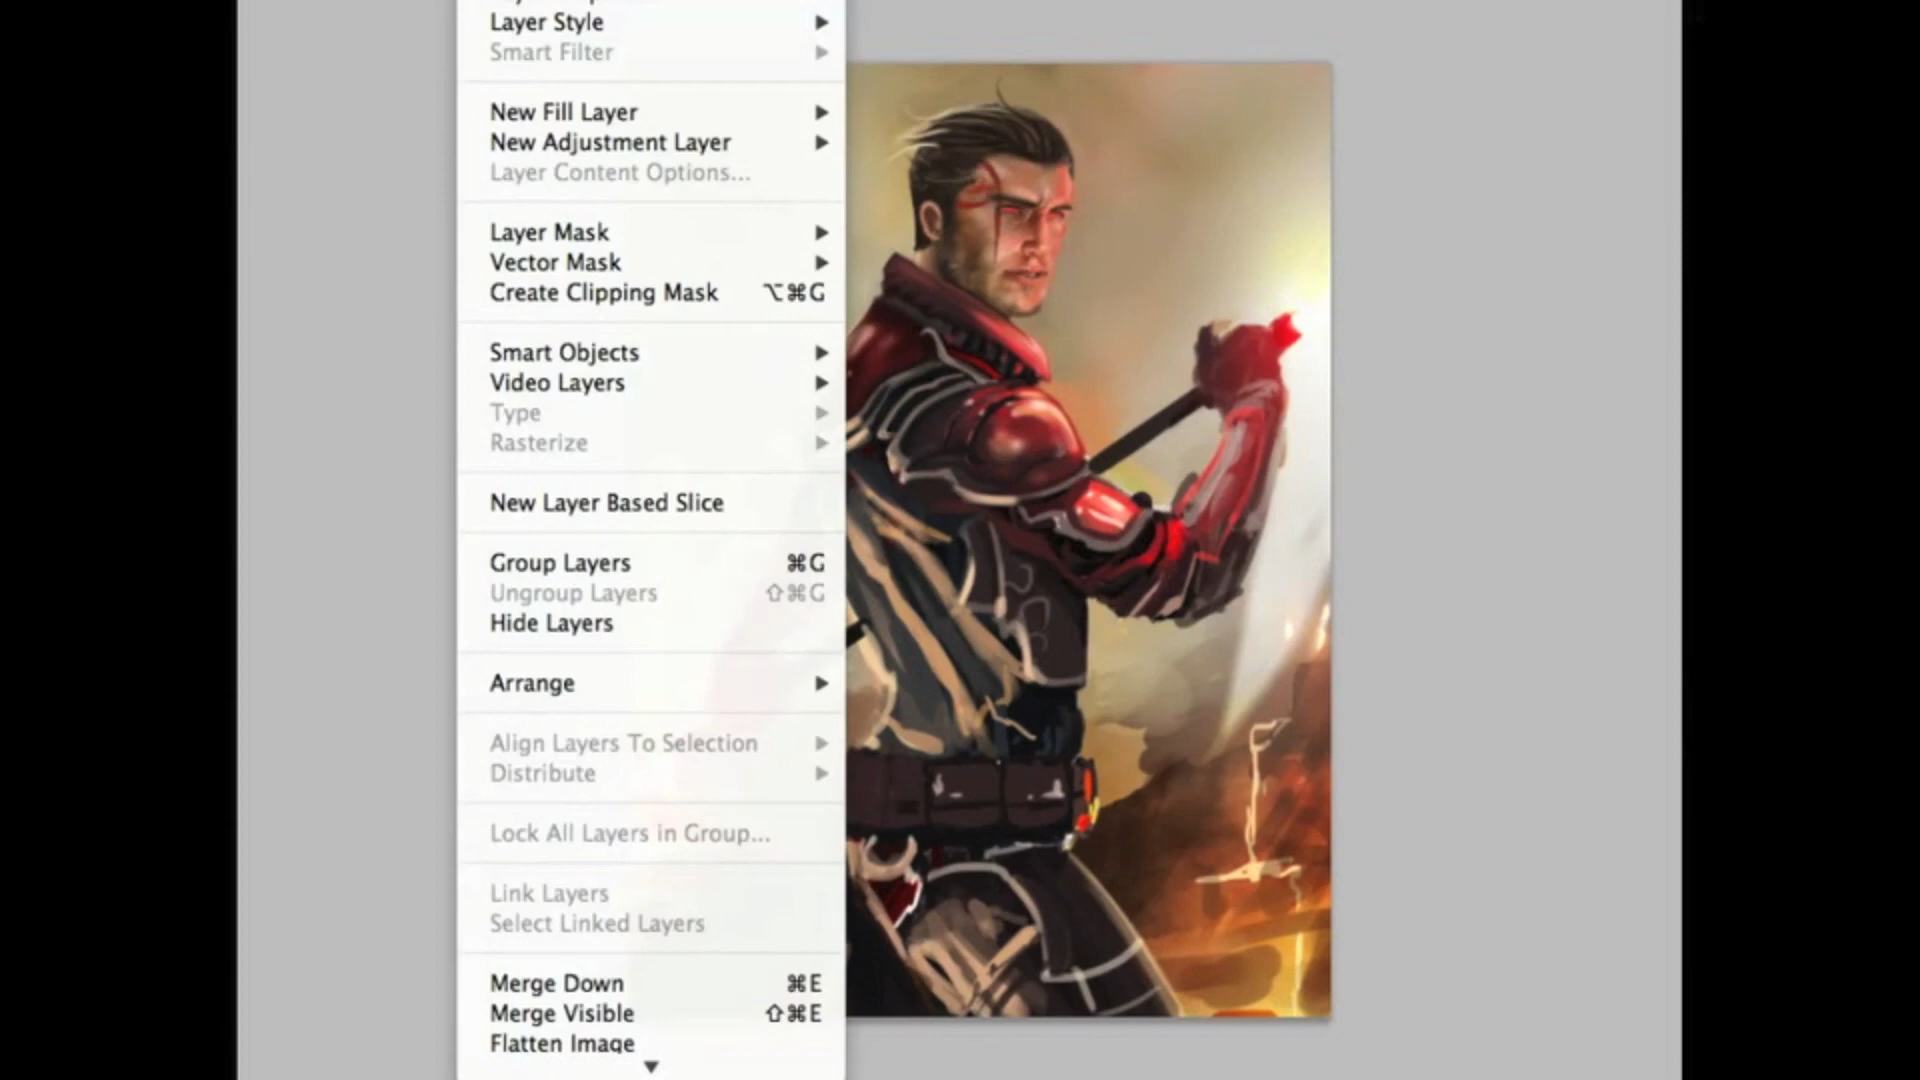 Layer Style
Smart Filter
New Fill Layer
New Adjustment Layer
Layer Content Options...
Layer Mask
Vector Mask
Create Clipping Mask ⌥⌘G
Smart Objects
Video Layers
Type
Rasterize
New Layer Based Slice
Group Layers ⌘G
Ungroup Layers ⇧⌘G
Hide Layers
Arrange
Align Layers To Selection
Distribute
Lock All Layers in Group...
Link Layers
Select Linked Layers
Merge Down ⌘E
Merge Visible ⇧⌘E
Flatten Image